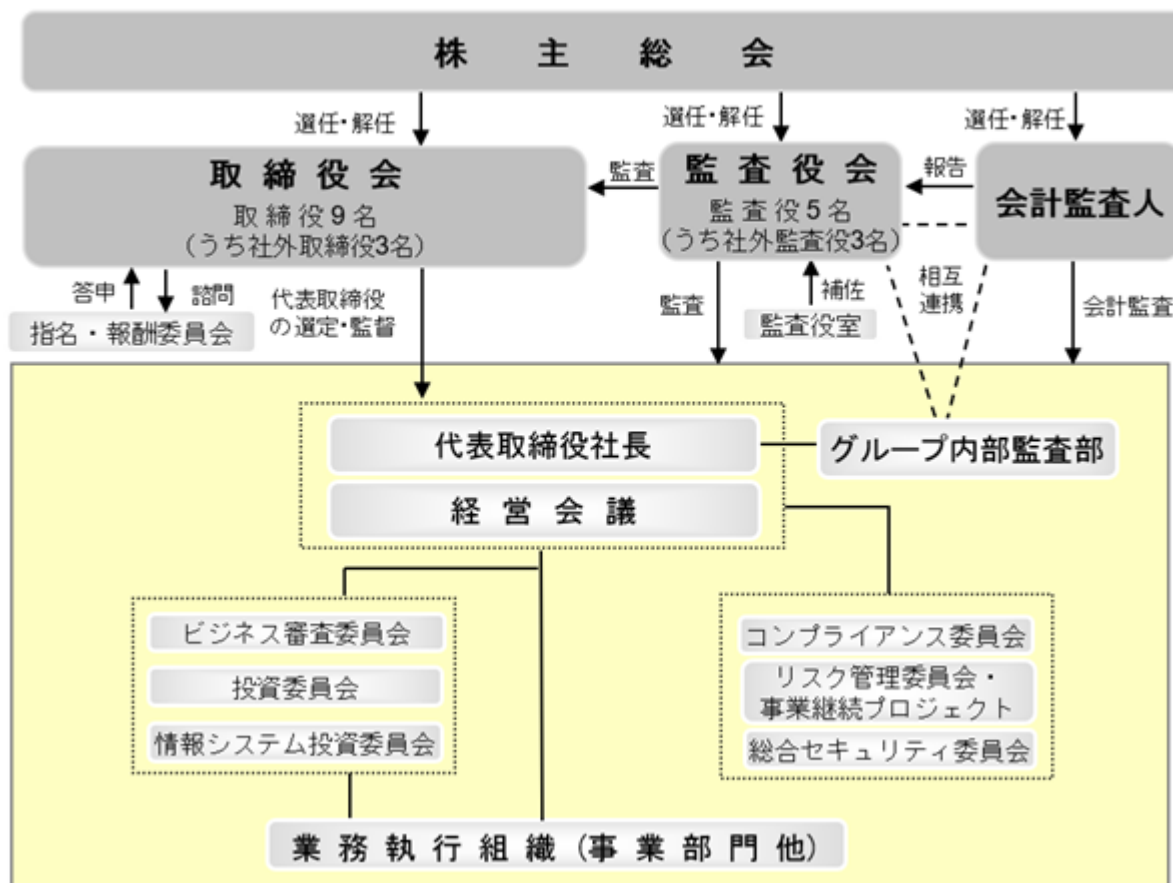 株主総会
選任・解任
選任・解任
選任・解任
取締役会
取締役9名
（うち社外取締役3名）
監査
監査役会
監査役5名
（うち社外監査役3名）
報告
会計監査人
答申
諮問
指名・報酬委員会
代表取締役
の選定・監督
監査
補佐
監査役室
相互
連携
会計監査
代表取締役社長
経営会議
グループ内部監査部
ビジネス審査委員会
投資委員会
情報システム投資委員会
コンプライアンス委員会
リスク管理委員会・
事業継続プロジェクト
総合セキュリティ委員会
業務執行組織（事業部門他）